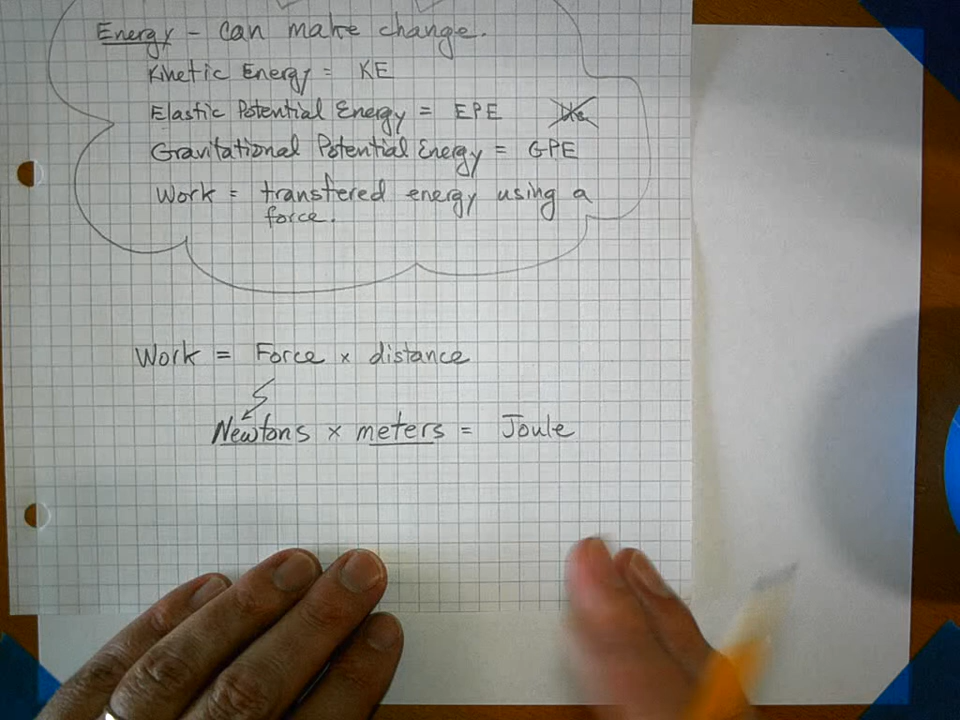 Energy - can make change.
Kinetic Energy = KE
Elastic Potential Energy = EPE
Gravitational Potential Energy = GPE
Work = transfered energy using a
force.
Work = Force × distance
Newtons × meters = Joule